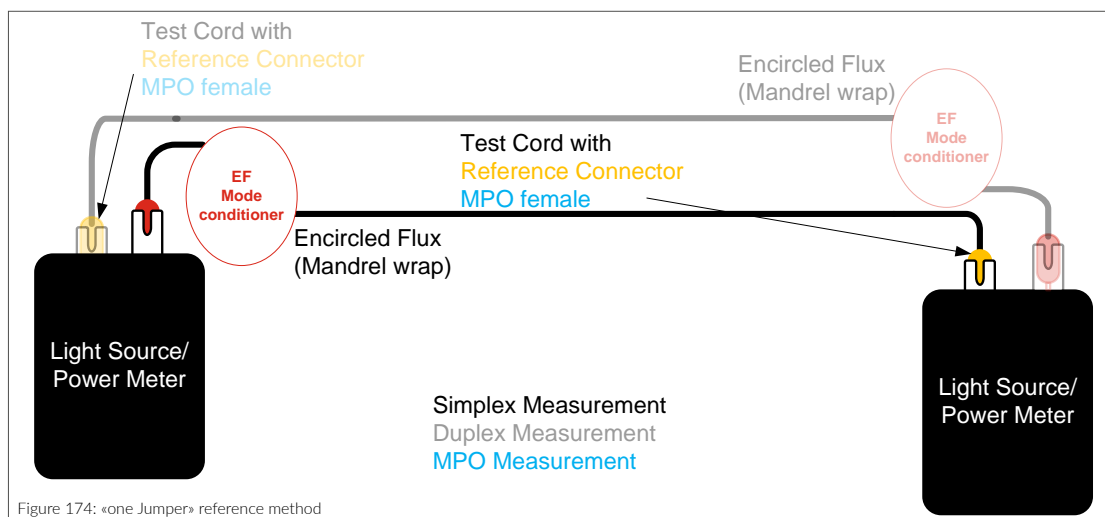 Test Cord with
Reference Connector
MPO female
Encircled Flux
(Mandrel wrap)
EF
Mode
conditioner
Test Cord with
Reference Connector
MPO female
EF
Mode
conditioner
Encircled Flux
(Mandrel wrap)
Light Source/
Power Meter
Light Source/
Power Meter
Simplex Measurement
Duplex Measurement
MPO Measurement
Figure 174: «one Jumper» reference method